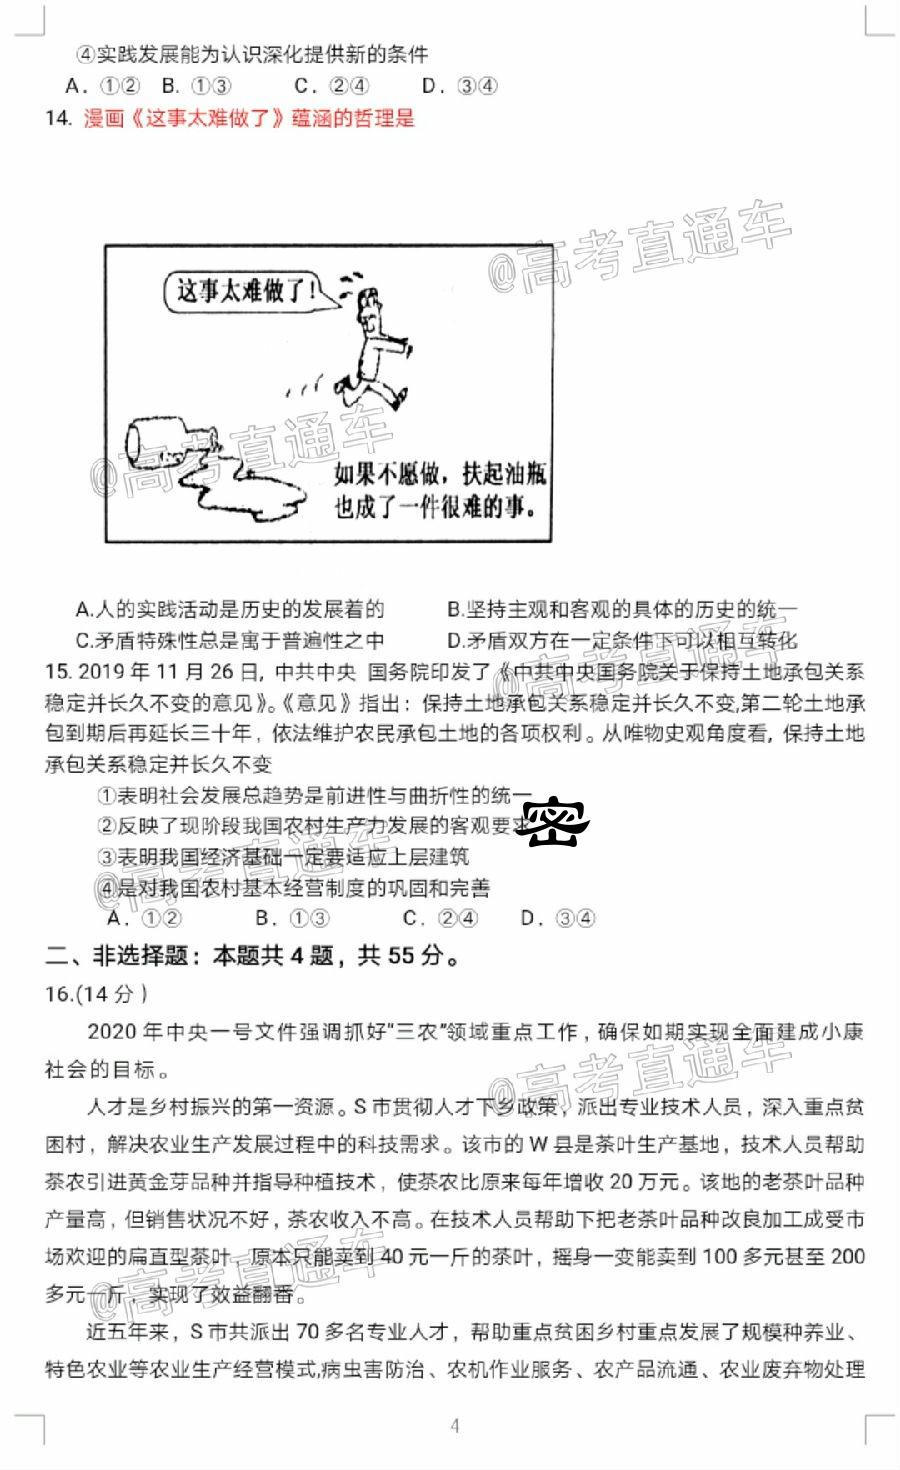 ④实践发展能为认识深化提供新的条件
A. ①② B. ①③ C. ②④ D. ③④
14. 漫画《这事太难做了》蕴涵的哲理是
@高考直通车
这事太难做了!
@高考直通车
如果不愿做，扶起油瓶
也成了一件很难的事。
A.人的实践活动是历史的发展着的 B.坚持主观和客观的具体的历史的统一
C.矛盾特殊性总是寓于普遍性之中 D.矛盾双方在一定条件下可以相互转化
@高考直通车
15. 2019 年 11 月 26 日, 中共中央 国务院印发了《中共中央国务院关于保持土地承包关系
稳定并长久不变的意见》。《意见》指出：保持土地承包关系稳定并长久不变,第二轮土地承
包到期后再延长三十年，依法维护农民承包土地的各项权利。从唯物史观角度看, 保持土地
承包关系稳定并长久不变
①表明社会发展总趋势是前进性与曲折性的统一
②反映了现阶段我国农村生产力发展的客观要求
密
③表明我国经济基础一定要适应上层建筑
@高考直通车
④是对我国农村基本经营制度的巩固和完善
A. ①② B. ①③ C. ②④ D. ③④
二、非选择题：本题共 4 题，共 55 分。
16.(14 分)
2020 年中央一号文件强调抓好"三农"领域重点工作，确保如期实现全面建成小康
社会的目标。
@高考直通车
人才是乡村振兴的第一资源。S 市贯彻人才下乡政策，派出专业技术人员，深入重点贫
困村，解决农业生产发展过程中的科技需求。该市的 W 县是茶叶生产基地，技术人员帮助
茶农引进黄金芽品种并指导种植技术，使茶农比原来每年增收 20 万元。该地的老茶叶品种
产量高，但销售状况不好，茶农收入不高。在技术人员帮助下把老茶叶品种改良加工成受市
场欢迎的扁直型茶叶，原本只能卖到 40 元一斤的茶叶，摇身一变能卖到 100 多元甚至 200
多元一斤，实现了效益翻番。
@高考直通车
近五年来，S 市共派出 70 多名专业人才，帮助重点贫困乡村重点发展了规模种养业、
特色农业等农业生产经营模式,病虫害防治、农机作业服务、农产品流通、农业废弃物处理
4